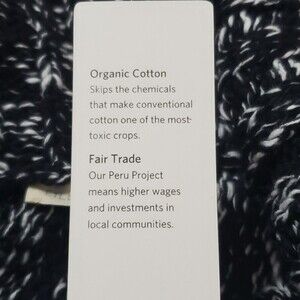 Organic Cotton
Skips the chemicals
that make conventional
cotton one of the most
toxic crops.
Fair Trade
Our Peru Project
means higher wages
and investments in
local communities.